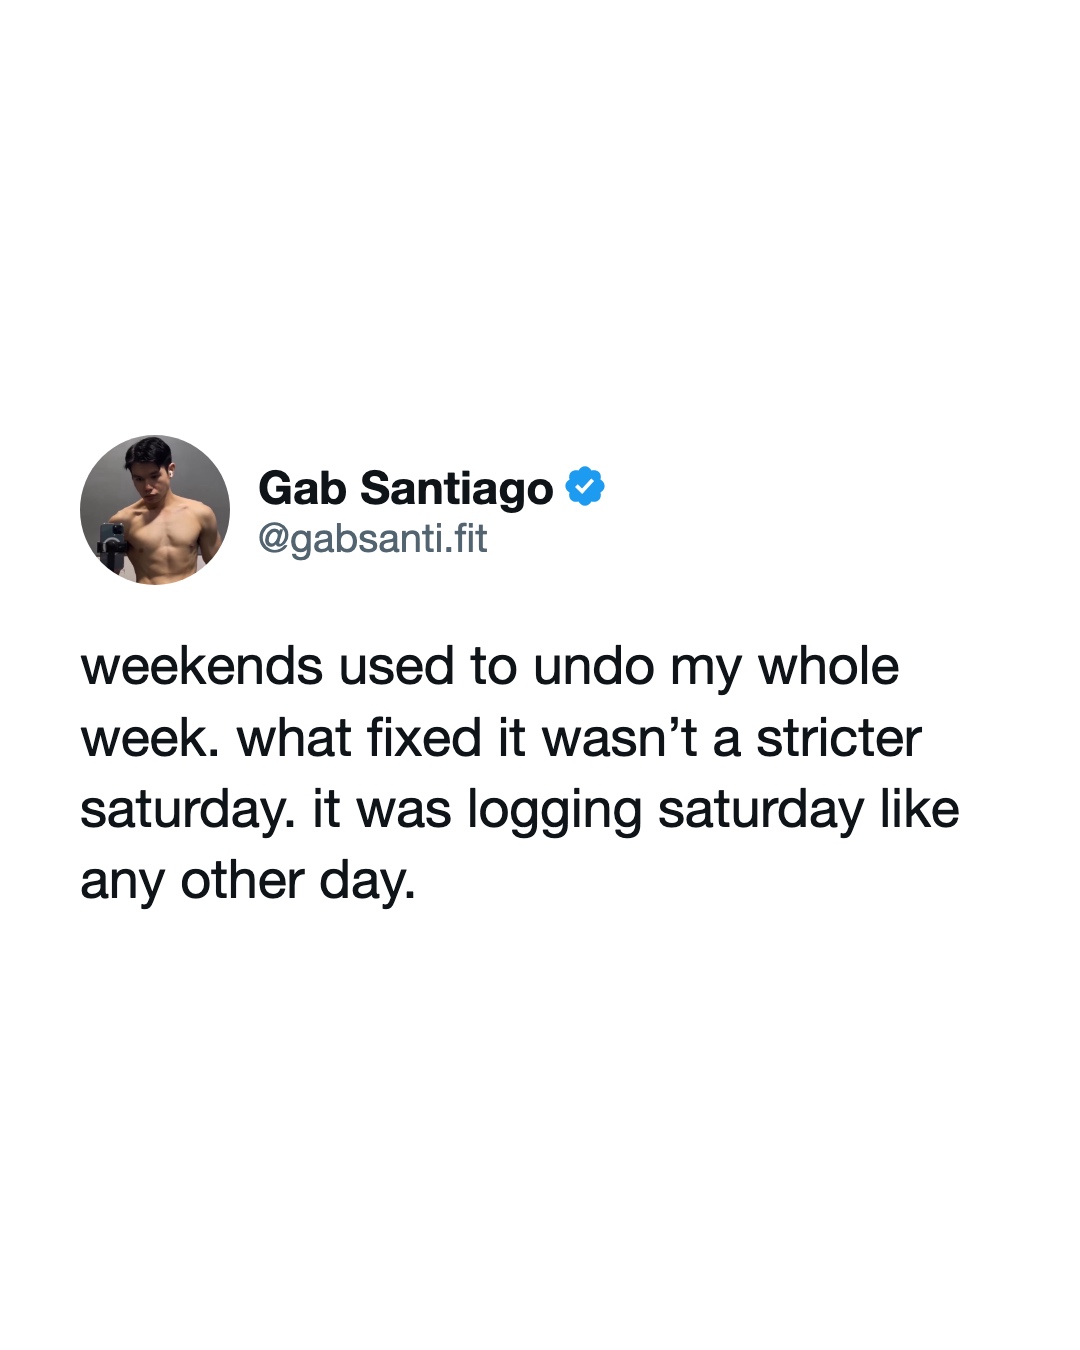 Gab Santiago
@gabsanti.fit
weekends used to undo my whole
week. what fixed it wasn’t a stricter
saturday. it was logging saturday like
any other day.